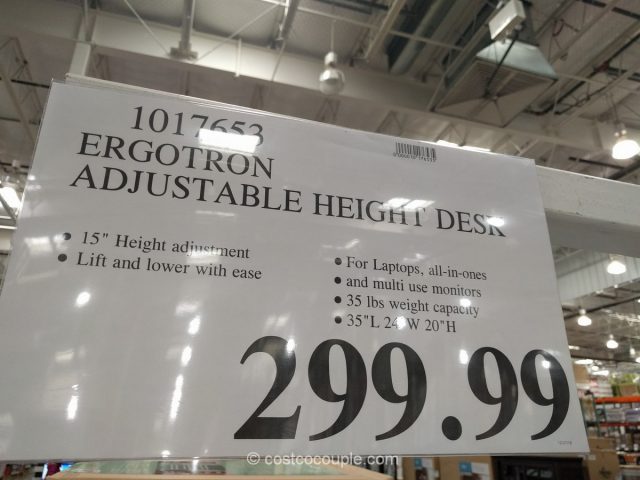 1017653
ERGOTRON
ADJUSTABLE HEIGHT DESK
• 15" Height adjustment
• Lift and lower with ease
• For Laptops, all-in-ones
• and multi use monitors
• 35 lbs weight capacity
• 35"L 24"W 20"H
299.99
© costcocouple.com